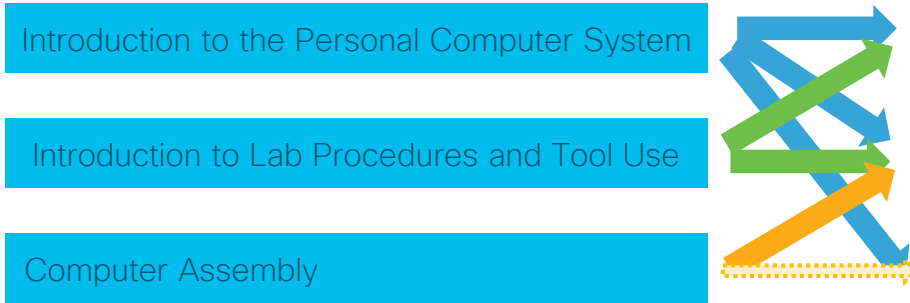 Introduction to the Personal Computer System
Introduction to Lab Procedures and Tool Use
Computer Assembly